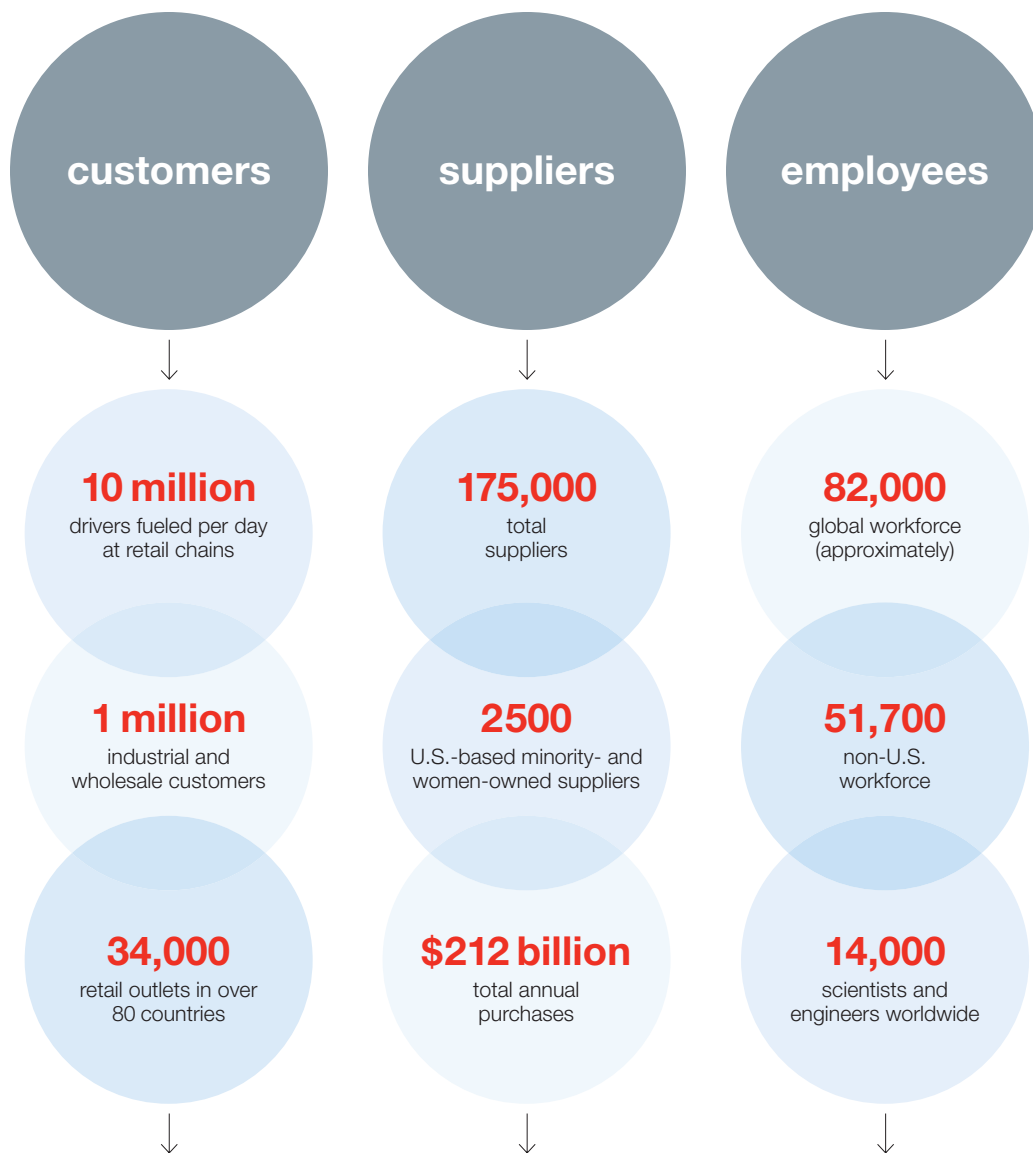 customers
10 million
drivers fueled per day
at retail chains
1 million
industrial and
wholesale customers
34,000
retail outlets in over
80 countries
suppliers
175,000
total
suppliers
2500
U.S.-based minority- and
women-owned suppliers
$212 billion
total annual
purchases
employees
82,000
global workforce
(approximately)
51,700
non-U.S.
workforce
14,000
scientists and
engineers worldwide